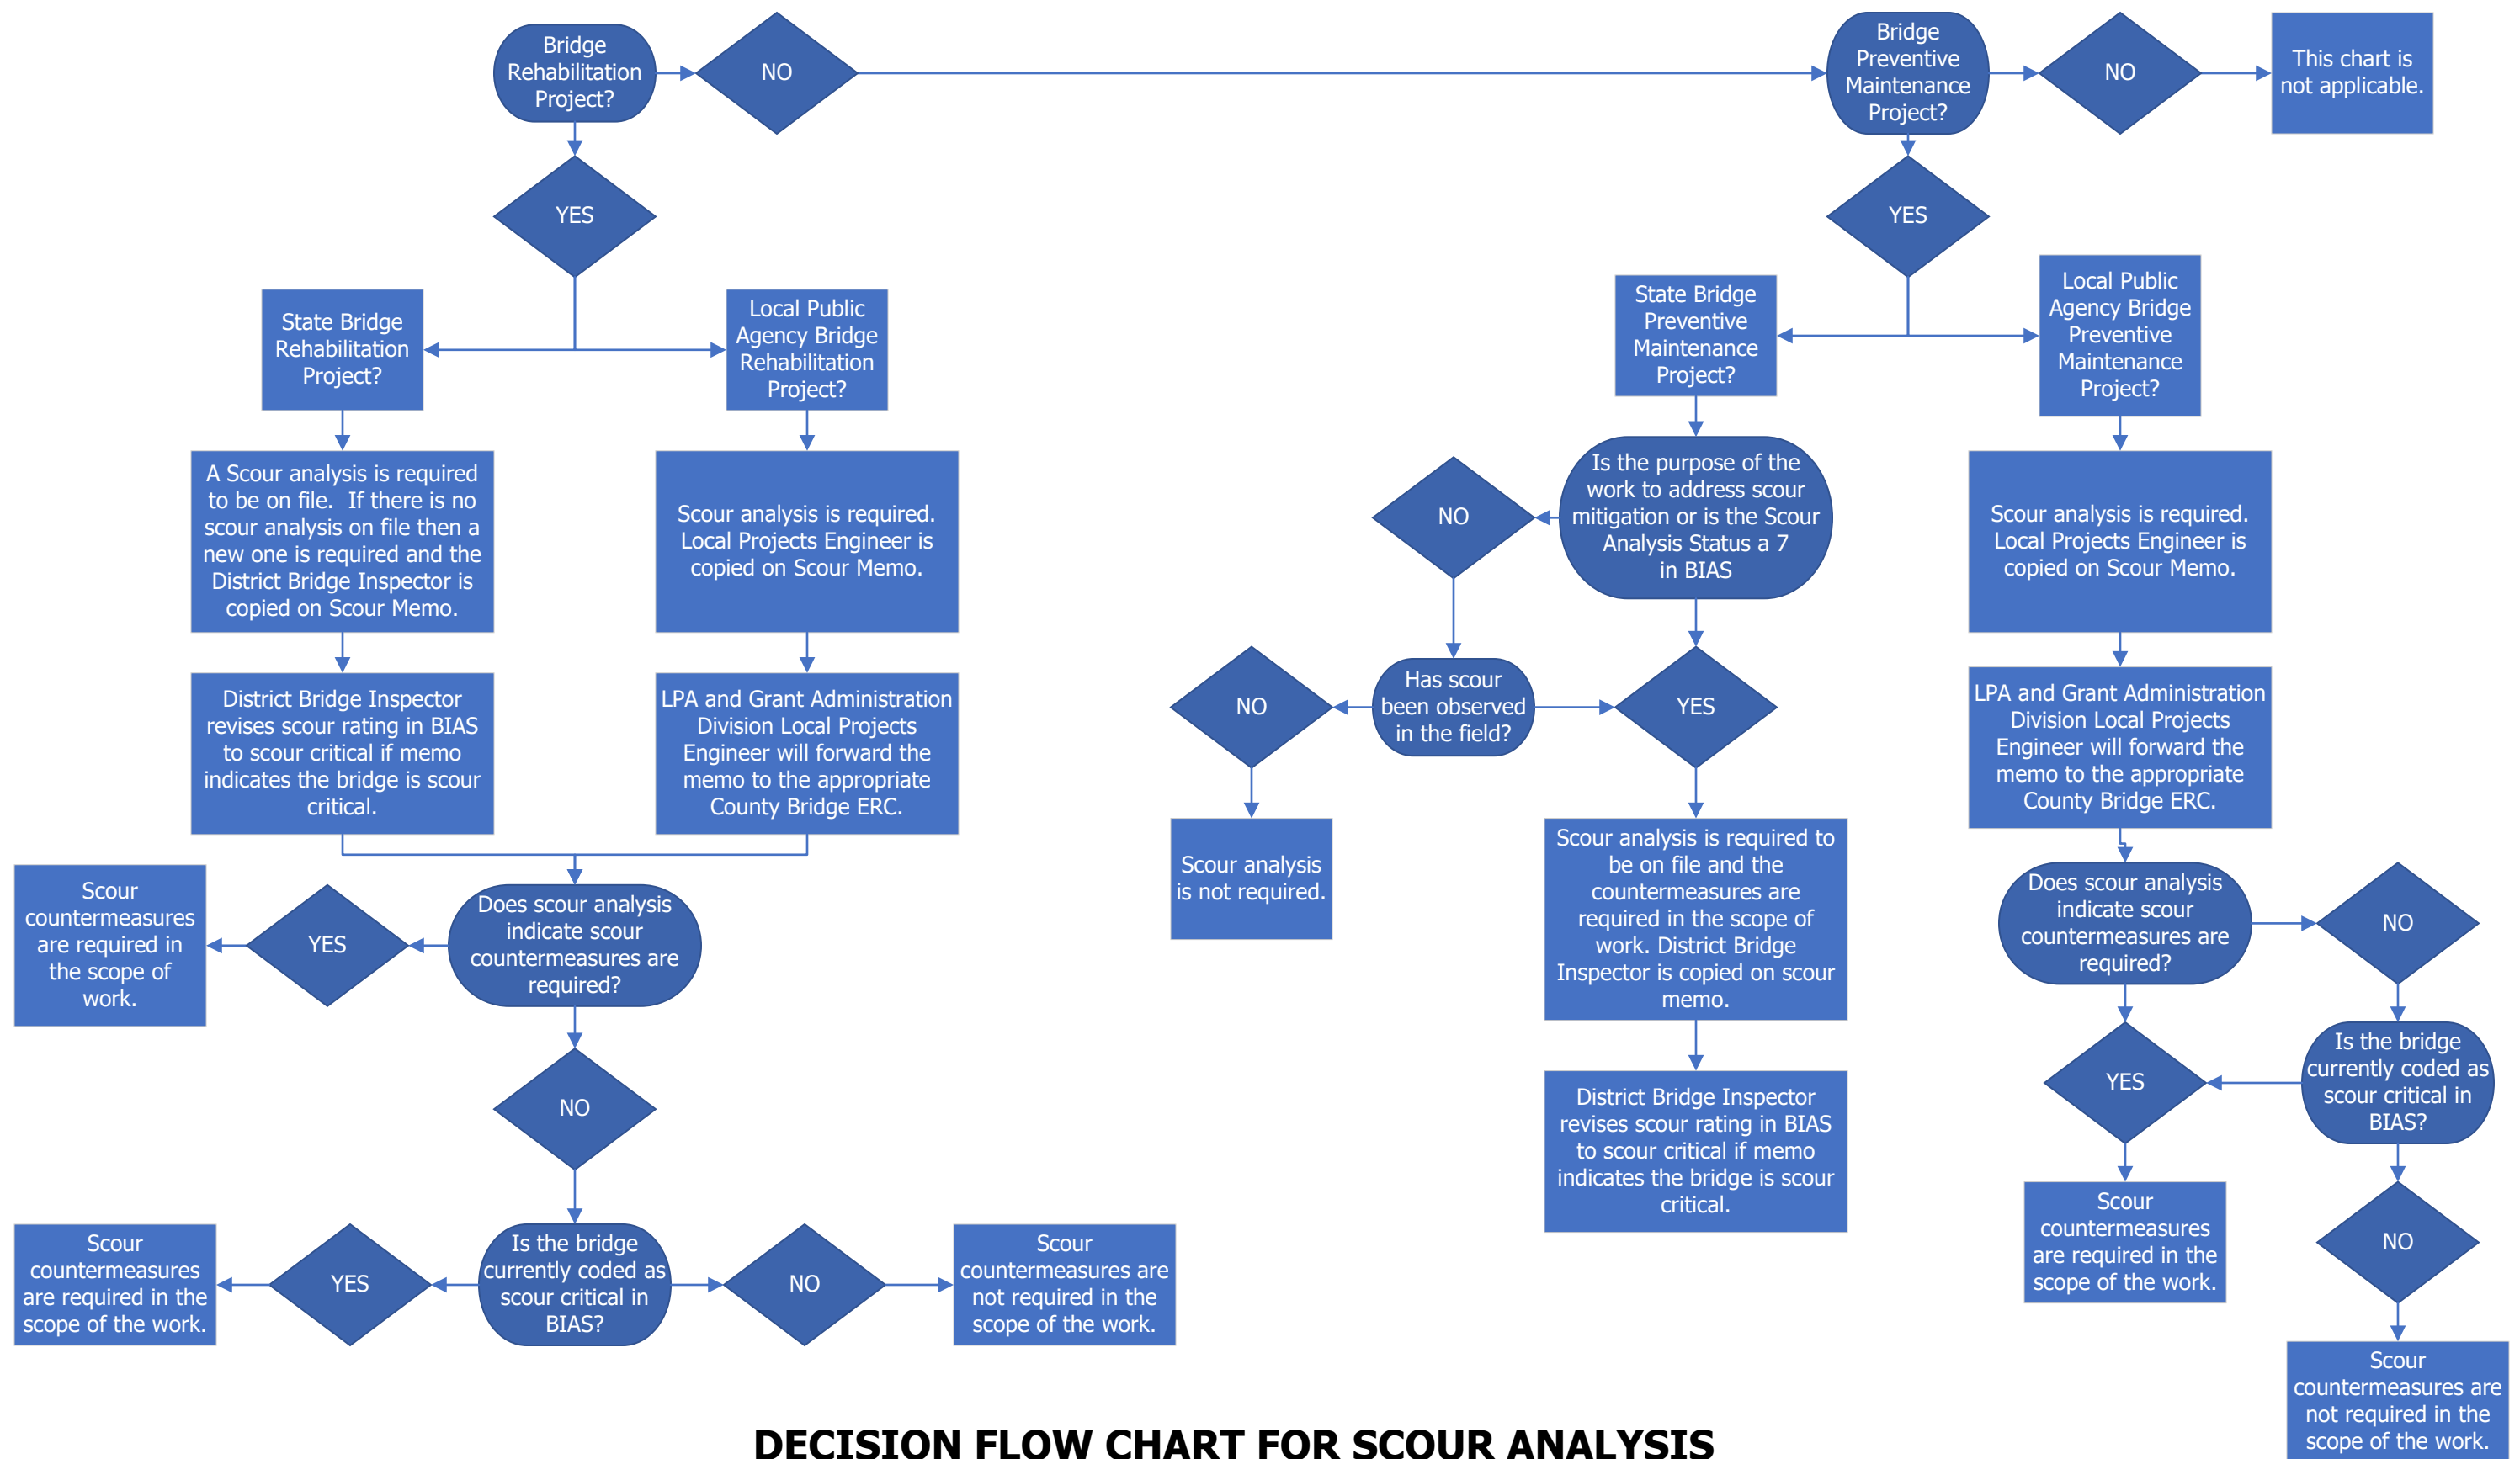 Bridge
Rehabilitation
Project?
NO
Bridge
Preventive
Maintenance
Project?
NO
This chart is
not applicable.
YES
YES
State Bridge
Rehabilitation
Project?
Local Public
Agency Bridge
Rehabilitation
Project?
State Bridge
Preventive
Maintenance
Project?
Local Public
Agency Bridge
Preventive
Maintenance
Project?
A Scour analysis is required
to be on file. If there is no
scour analysis on file then a
new one is required and the
District Bridge Inspector is
copied on Scour Memo.
Scour analysis is required.
Local Projects Engineer is
copied on Scour Memo.
NO
Is the purpose of the
work to address scour
mitigation or is the Scour
Analysis Status a 7
in BIAS
Scour analysis is required.
Local Projects Engineer is
copied on Scour Memo.
District Bridge Inspector
revises scour rating in BIAS
to scour critical if memo
indicates the bridge is scour
critical.
LPA and Grant Administration
Division Local Projects
Engineer will forward the
memo to the appropriate
County Bridge ERC.
NO
Has scour
been observed
in the field?
YES
LPA and Grant Administration
Division Local Projects
Engineer will forward the
memo to the appropriate
County Bridge ERC.
Scour
countermeasures
are required in
the scope of
work.
YES
Does scour analysis
indicate scour
countermeasures are
required?
Scour analysis
is not required.
Scour analysis is required to
be on file and the
countermeasures are
required in the scope of
work. District Bridge
Inspector is copied on scour
memo.
Does scour analysis
indicate scour
countermeasures are
required?
NO
NO
District Bridge Inspector
revises scour rating in BIAS
to scour critical if memo
indicates the bridge is scour
critical.
YES
Is the bridge
currently coded as
scour critical in
BIAS?
Scour
countermeasures
are required in the
scope of the work.
YES
Is the bridge
currently coded as
scour critical in
BIAS?
NO
Scour
countermeasures are
not required in the
scope of the work.
Scour
countermeasures
are required in the
scope of the work.
NO
Scour
countermeasures are
not required in the
scope of the work.
DECISION FLOW CHART FOR SCOUR ANALYSIS